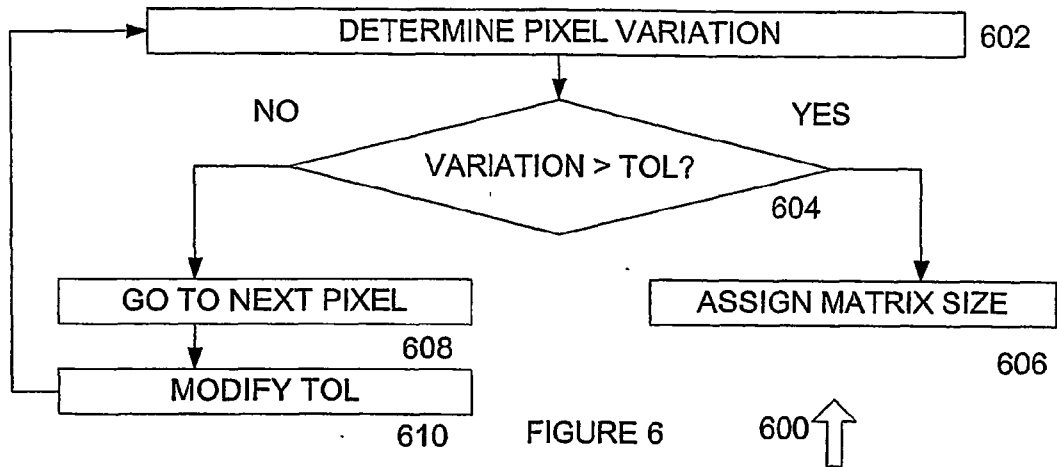 DETERMINE PIXEL VARIATION
602
NO
YES
VARIATION > TOL?
604
GO TO NEXT PIXEL
608
ASSIGN MATRIX SIZE
606
MODIFY TOL
610
FIGURE 6
600